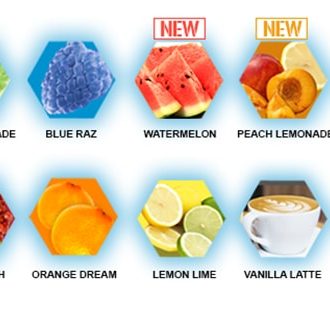 NEW NEW
ADE BLUE RAZ WATERMELON PEACH LEMONADE
H ORANGE DREAM LEMON LIME VANILLA LATTE